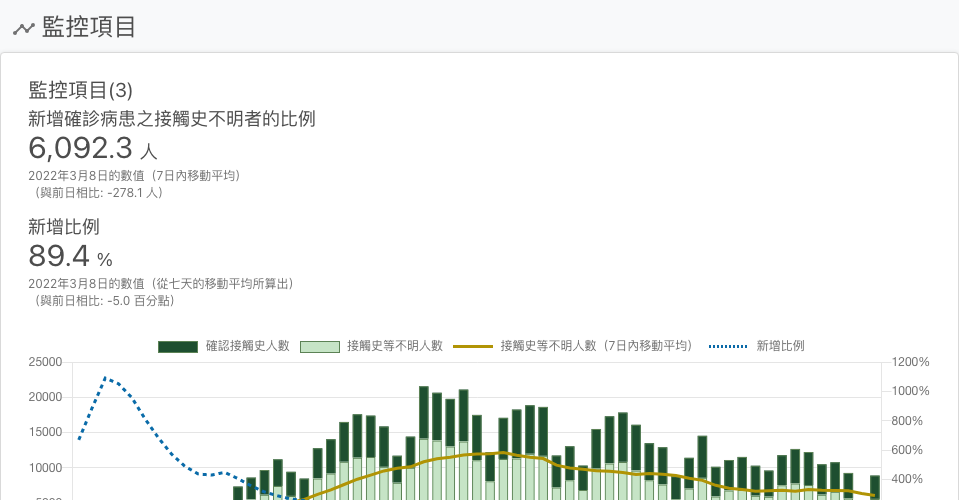 監控項目
監控項目(3)
新增確診病患之接觸史不明者的比例
6,092.3 人
2022年3月8日的數值（7日內移動平均）
（與前日相比: -278.1 人）
新增比例
89.4 %
2022年3月8日的數值（從七天的移動平均所算出）
（與前日相比: -5.0 百分點）
確認接觸史人數 接觸史等不明人數 接觸史等不明人數（7日內移動平均） 新增比例
25000 1200%
20000 1000%
15000 800%
10000 600%
400%